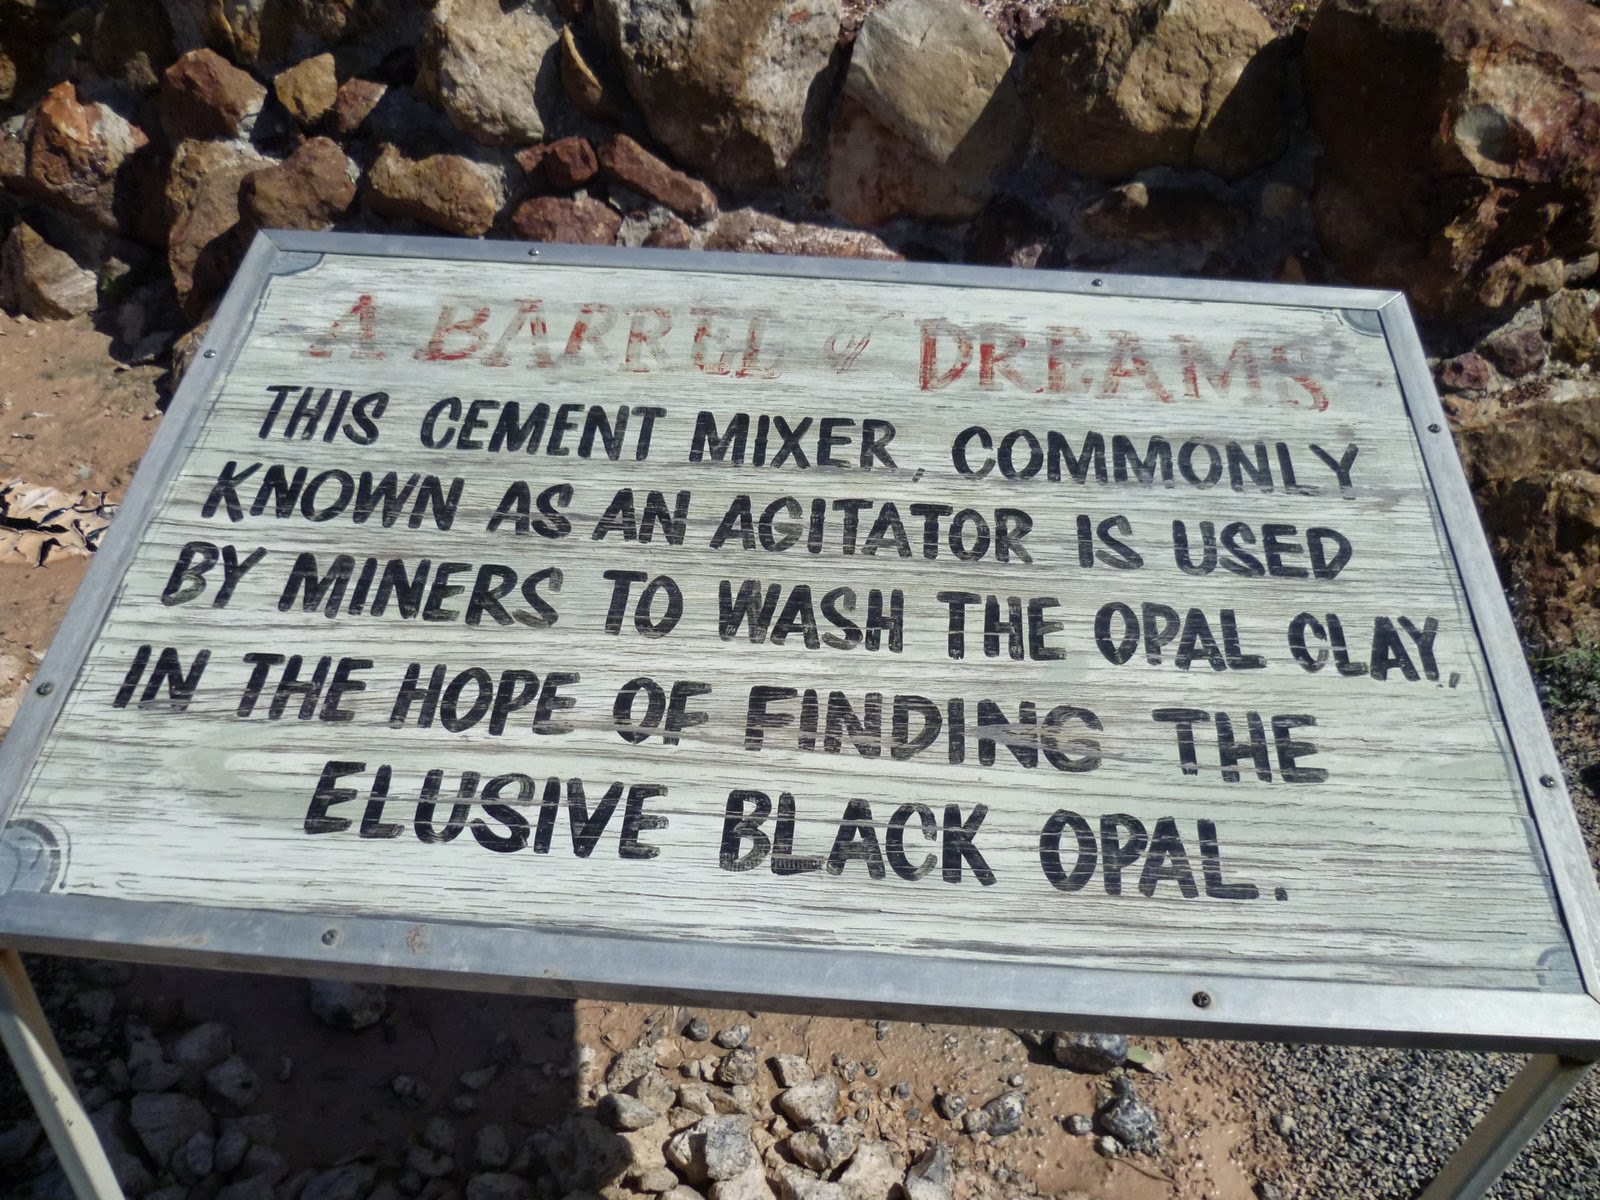 A BARREL of DREAMS
THIS CEMENT MIXER, COMMONLY
KNOWN AS AN AGITATOR IS USED
BY MINERS TO WASH THE OPAL CLAY,
IN THE HOPE OF FINDING THE
ELUSIVE BLACK OPAL.